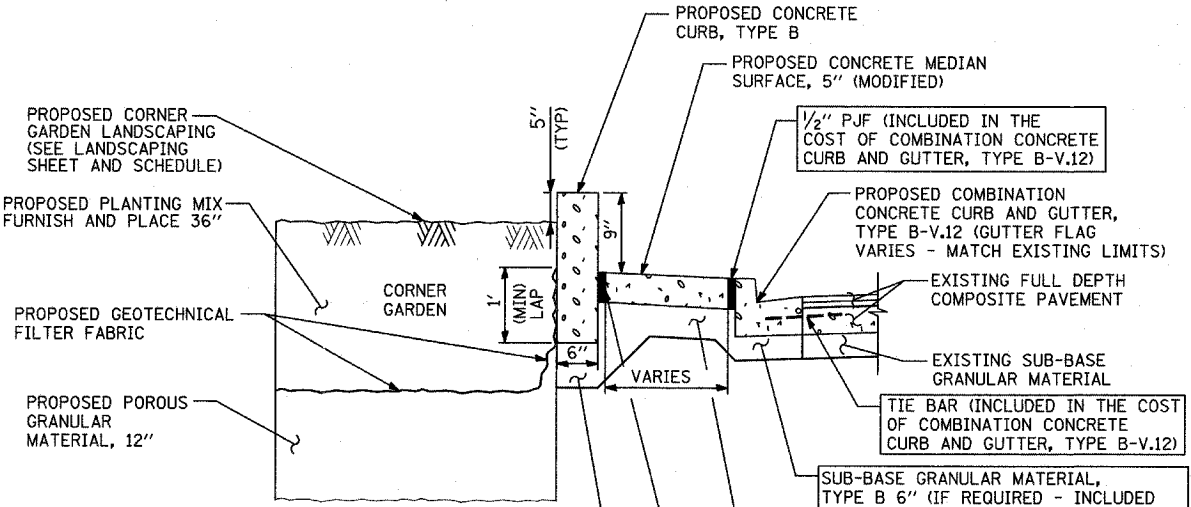 PROPOSED CONCRETE
CURB, TYPE B
PROPOSED CONCRETE MEDIAN
SURFACE, 5" (MODIFIED)
PROPOSED CORNER
GARDEN LANDSCAPING
(SEE LANDSCAPING
SHEET AND SCHEDULE)
5"
(TYP)
1/2" PJF (INCLUDED IN THE
COST OF COMBINATION CONCRETE
CURB AND GUTTER, TYPE B-V.12)
PROPOSED PLANTING MIX
FURNISH AND PLACE 36"
PROPOSED COMBINATION
CONCRETE CURB AND GUTTER,
TYPE B-V.12 (GUTTER FLAG
VARIES - MATCH EXISTING LIMITS)
9"
CORNER
GARDEN
1'
(MIN)
LAP
EXISTING FULL DEPTH
COMPOSITE PAVEMENT
PROPOSED GEOTECHNICAL
FILTER FABRIC
6"
VARIES
EXISTING SUB-BASE
GRANULAR MATERIAL
PROPOSED POROUS
GRANULAR
MATERIAL, 12"
TIE BAR (INCLUDED IN THE COST
OF COMBINATION CONCRETE
CURB AND GUTTER, TYPE B-V.12)
SUB-BASE GRANULAR MATERIAL,
TYPE B 6" (IF REQUIRED - INCLUDED